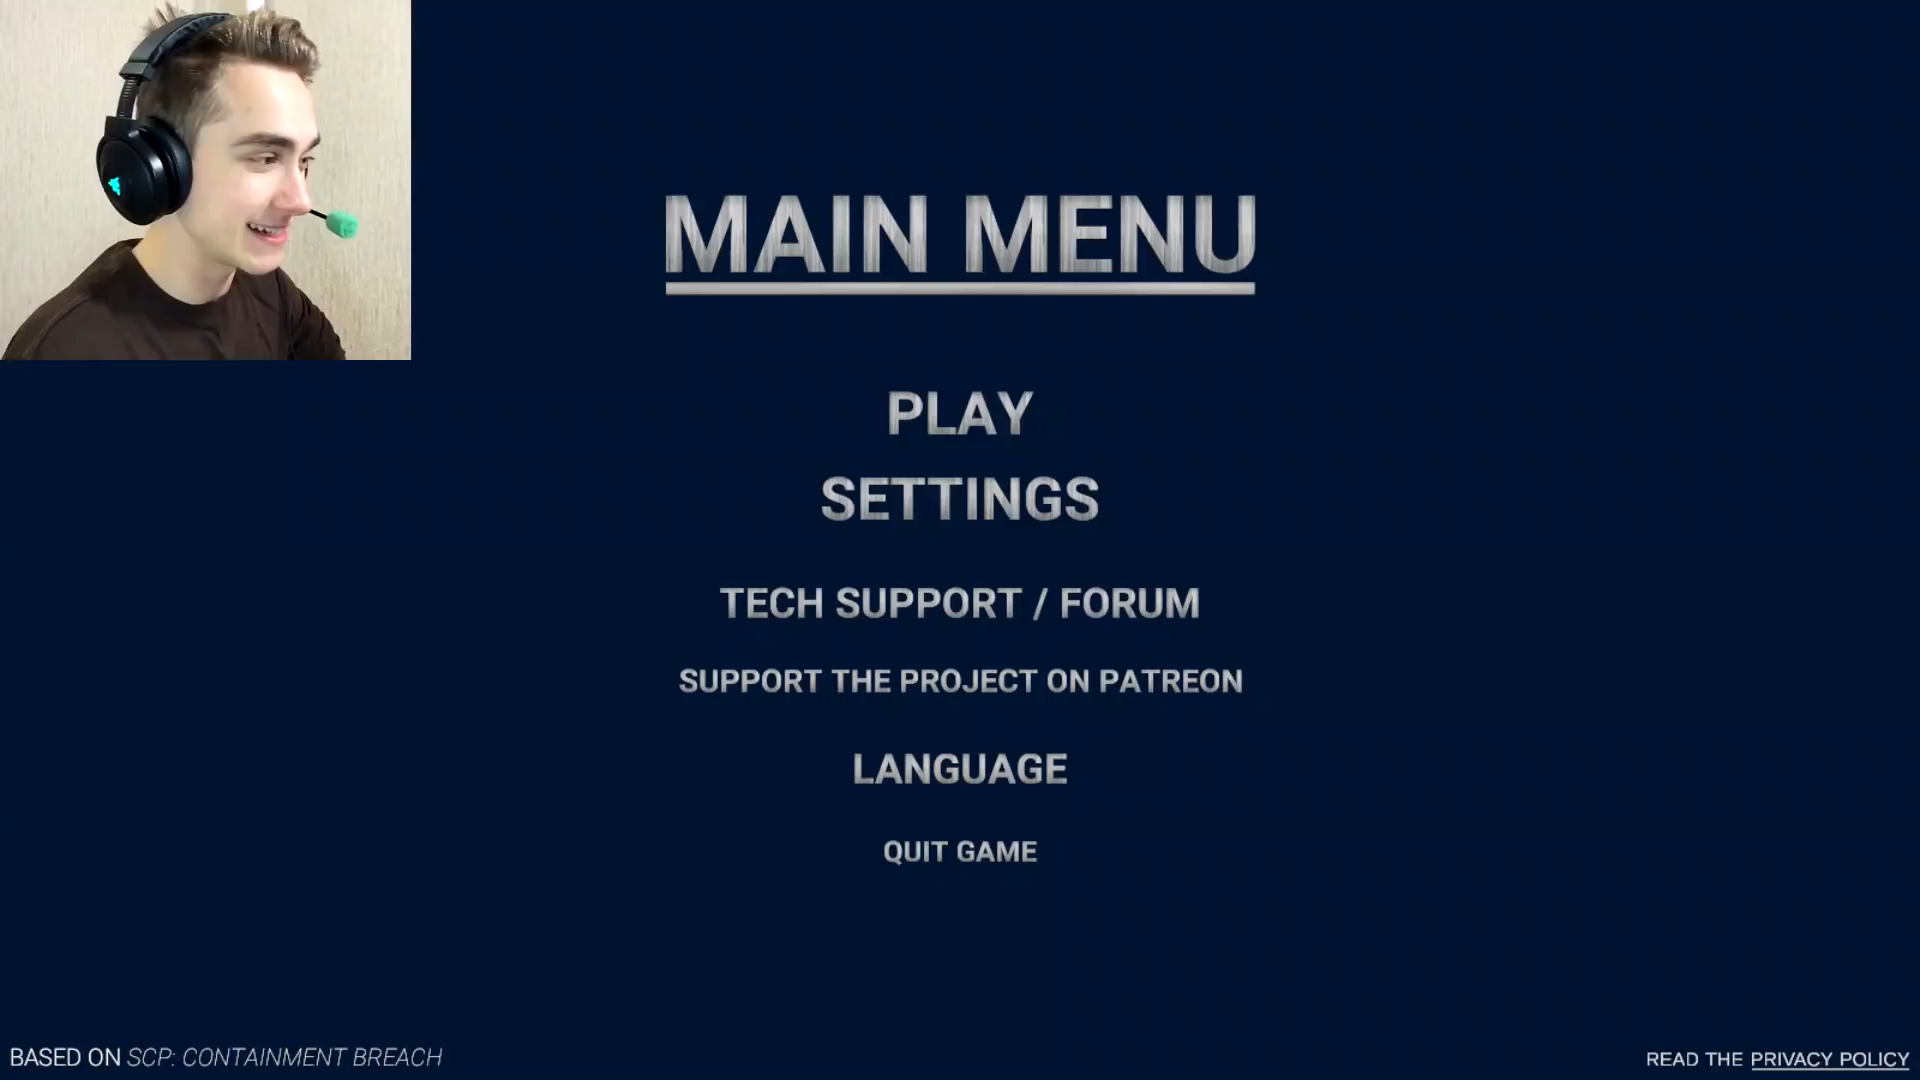 MAIN MENU
PLAY
SETTINGS
TECH SUPPORT / FORUM
SUPPORT THE PROJECT ON PATREON
LANGUAGE
QUIT GAME
BASED ON SCP: CONTAINMENT BREACH
READ THE PRIVACY POLICY